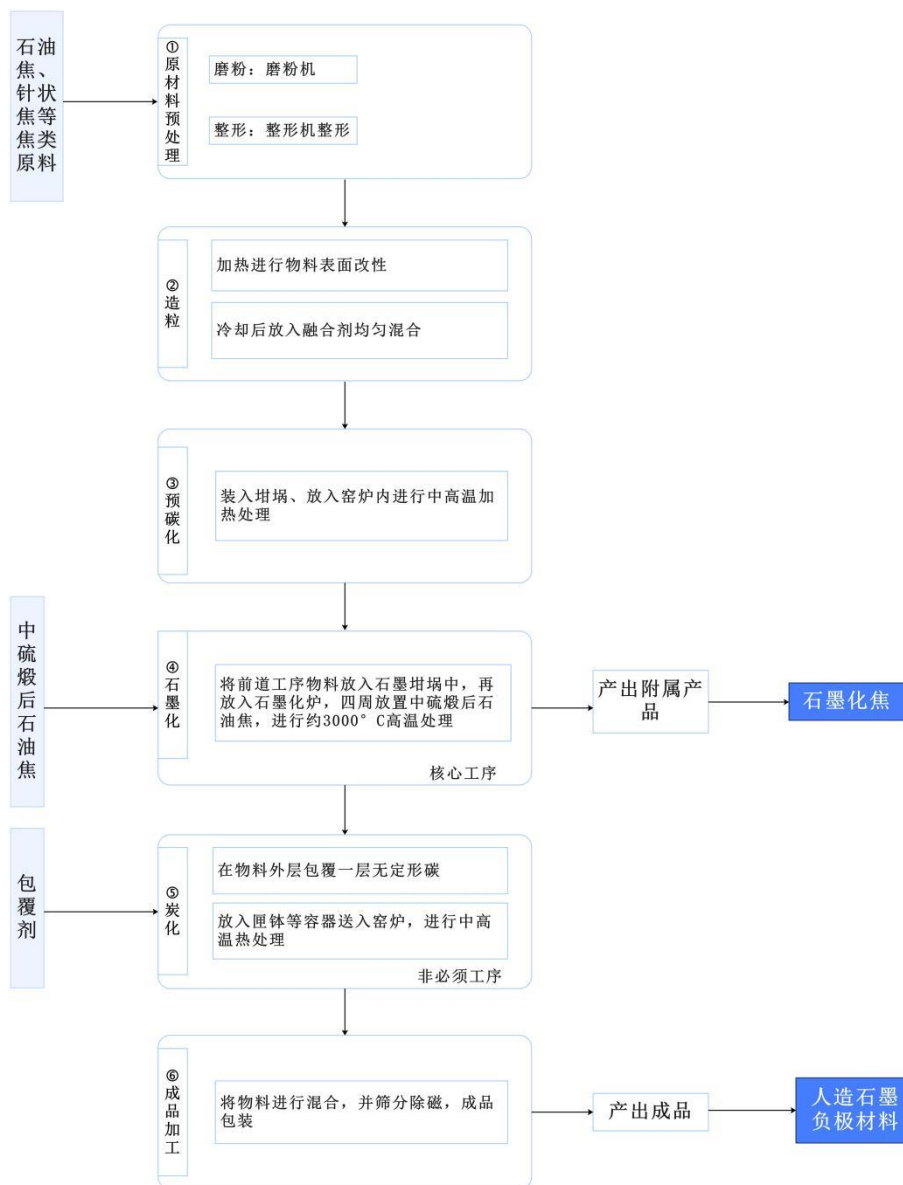 石油
焦、
针状
焦等
焦类
原料
①原材料预处理
磨粉：磨粉机
整形：整形机整形
②造粒
加热进行物料表面改性
冷却后放入融合剂均匀混合
③预碳化
装入坩埚、放入窑炉内进行中高温加
热处理
中硫煅后石油焦
④石墨化
将前道工序物料放入石墨坩埚中，再
放入石墨化炉，四周放置中硫煅后石
油焦，进行约3000°C高温处理
核心工序
产出附属产
品
石墨化焦
包覆剂
⑤炭化
在物料外层包覆一层无定形碳
放入匣钵等容器送入窑炉，进行中高
温热处理
非必须工序
⑥成品加工
将物料进行混合，并筛分除磁，成品
包装
产出成品
人造石墨
负极材料